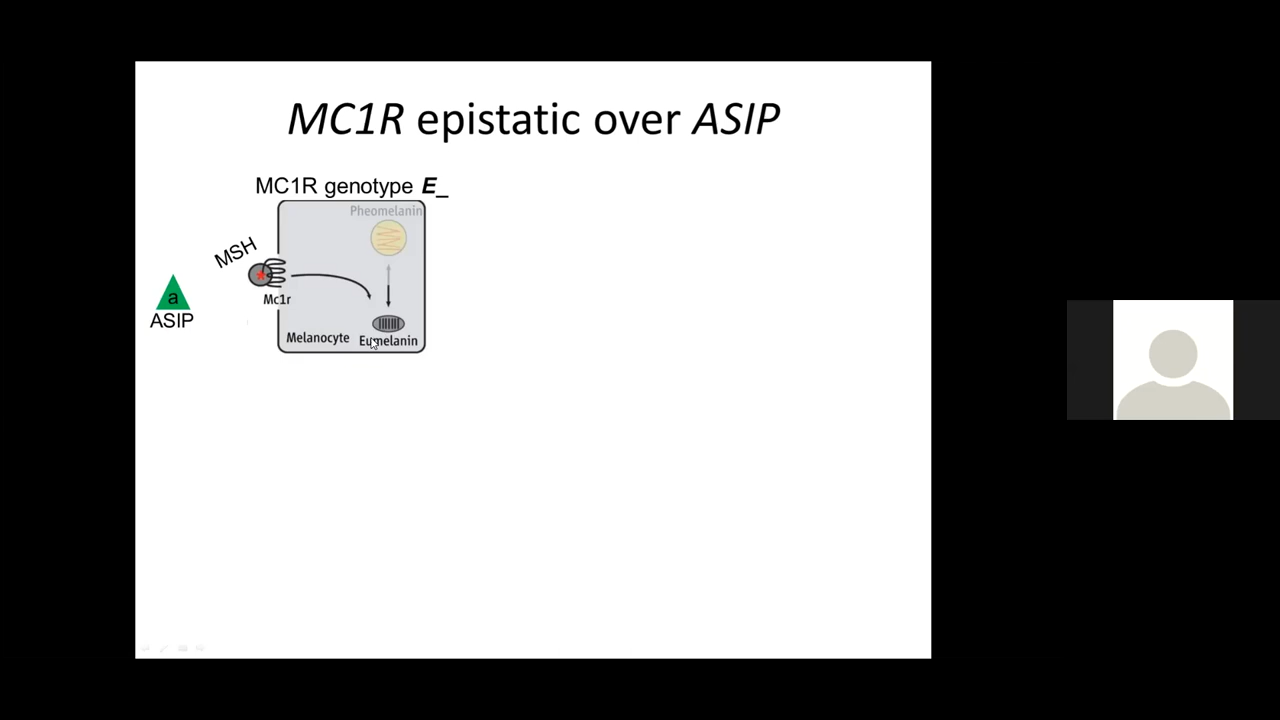 MC1R epistatic over ASIP
MC1R genotype E_
Pheomelanin
MSH
*
a
Mc1r
ASIP
Melanocyte
Eumelanin